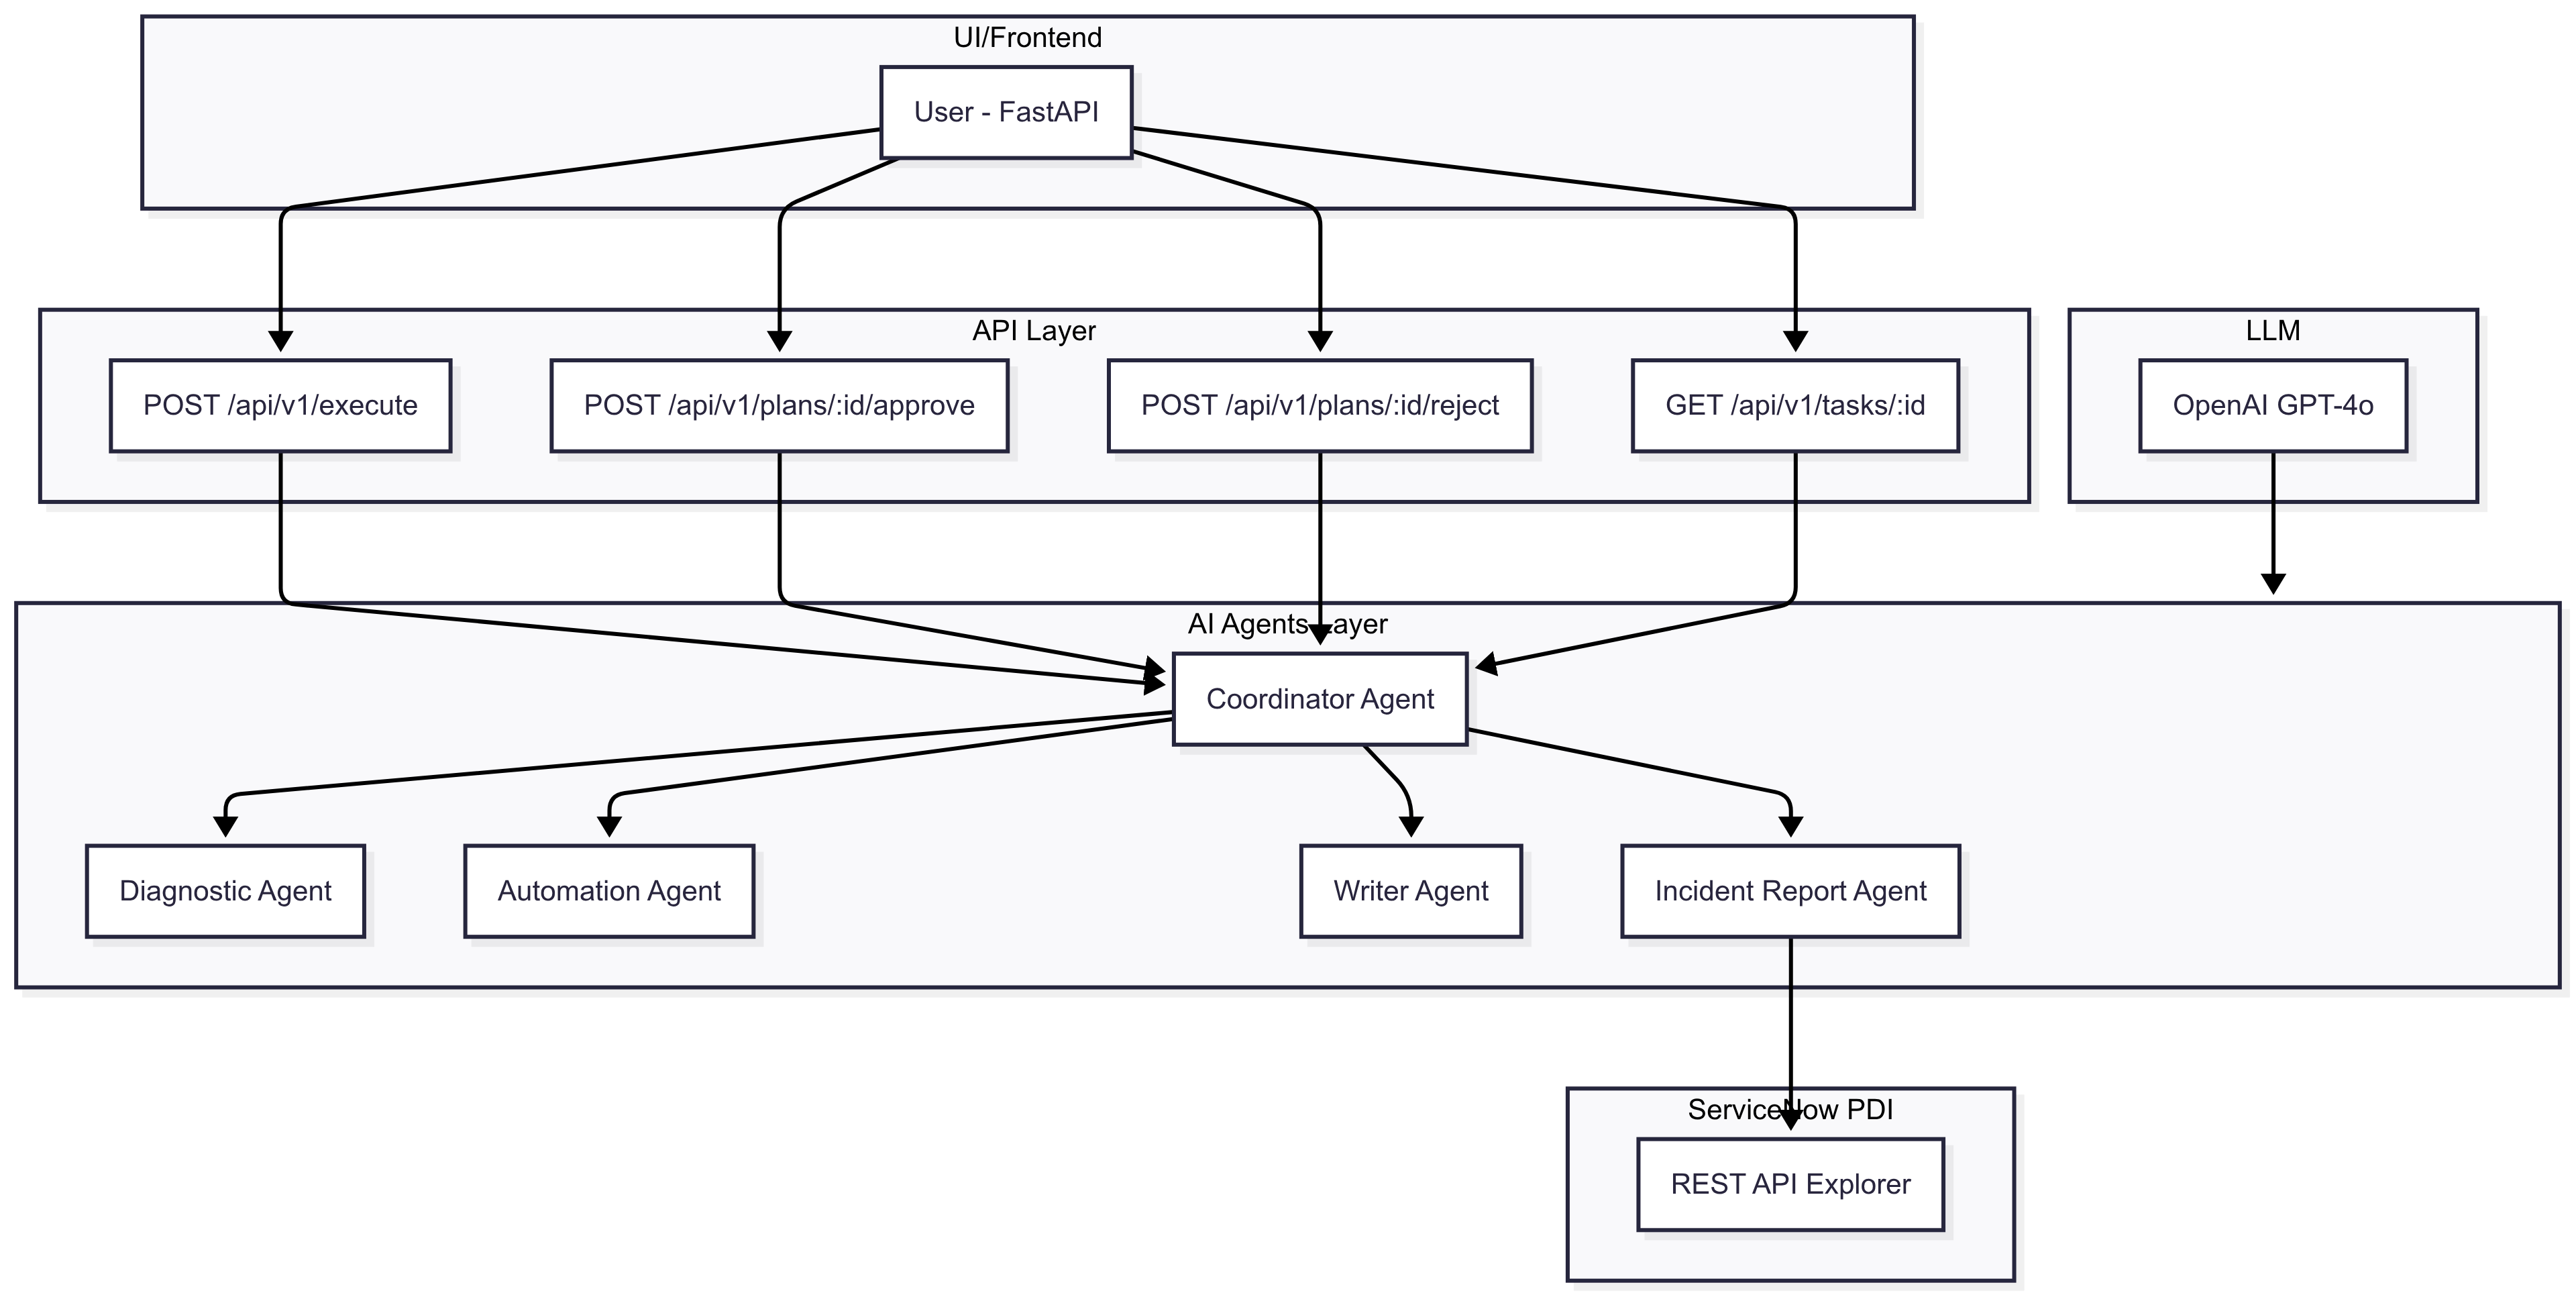 UI/Frontend
User - FastAPI
API Layer
LLM
POST /api/v1/execute
POST /api/v1/plans/:id/approve
POST /api/v1/plans/:id/reject
GET /api/v1/tasks/:id
OpenAI GPT-4o
AI Agents Layer
Coordinator Agent
Diagnostic Agent
Automation Agent
Writer Agent
Incident Report Agent
ServiceNow PDI
REST API Explorer